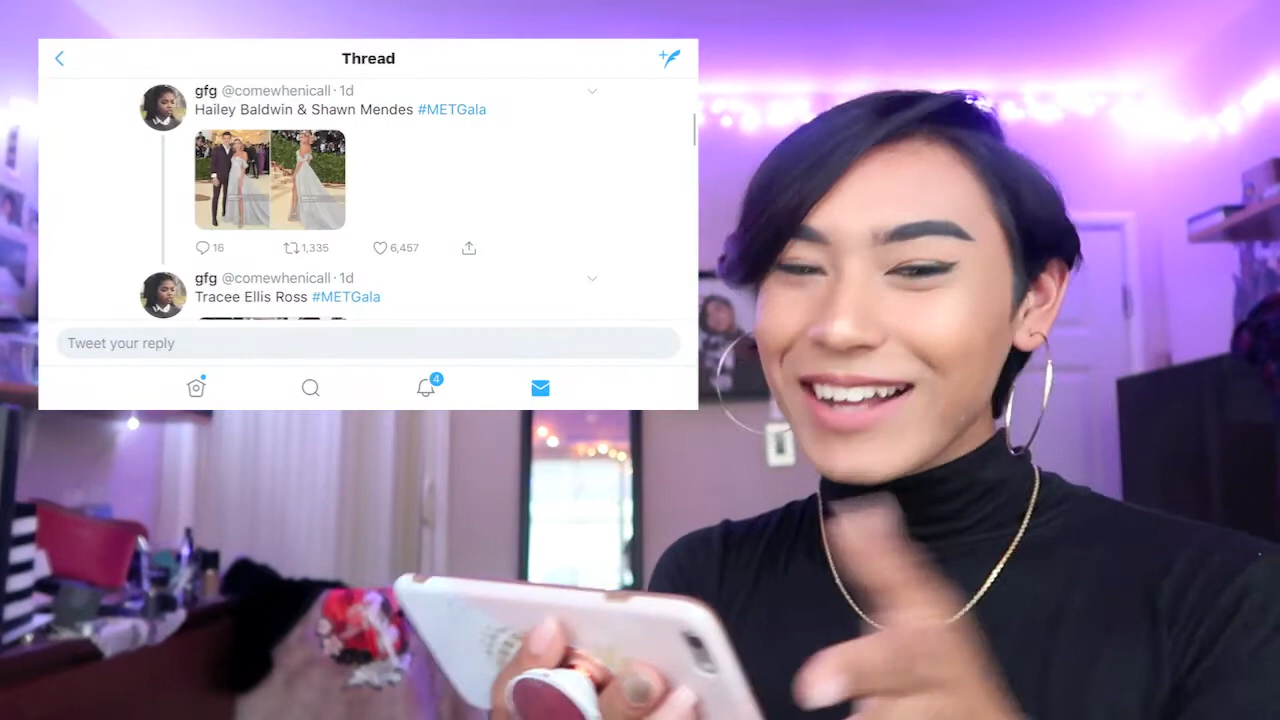 Thread
gfg @comewhenicall · 1d
Hailey Baldwin & Shawn Mendes #METGala
16 1,335 6,457
gfg @comewhenicall · 1d
Tracee Ellis Ross #METGala
Tweet your reply
4